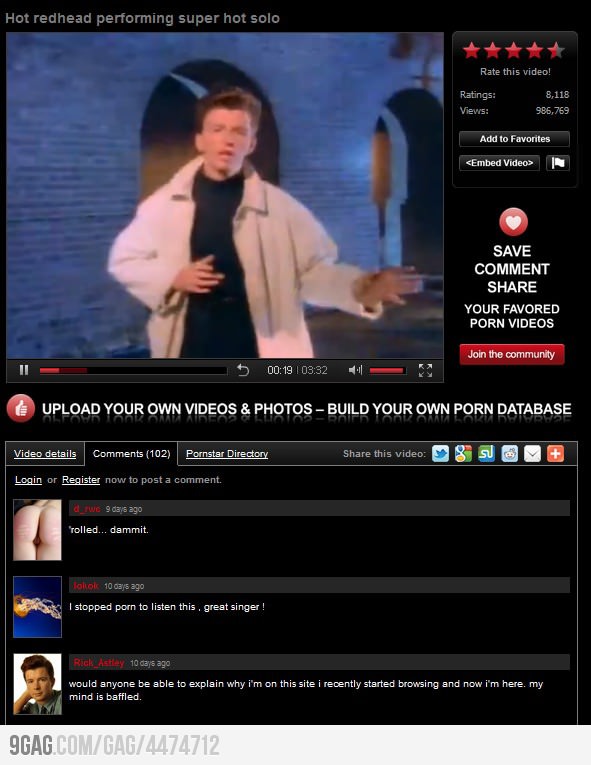 Hot redhead performing super hot solo
Rate this video!
Ratings: 8,118
Views: 986,769
Add to Favorites
<Embed Video>
SAVE
COMMENT
SHARE
YOUR FAVORED
PORN VIDEOS
Join the community
00:19 | 03:32
UPLOAD YOUR OWN VIDEOS & PHOTOS – BUILD YOUR OWN PORN DATABASE
Video details Comments (102) Pornstar Directory Share this video:
Login or Register now to post a comment.
d_rwc 9 days ago
'rolled... dammit.
lokok 10 days ago
I stopped porn to listen this , great singer !
Rick_Astley 10 days ago
would anyone be able to explain why i'm on this site i recently started browsing and now i'm here. my
mind is baffled.
9GAG.COM/GAG/4474712